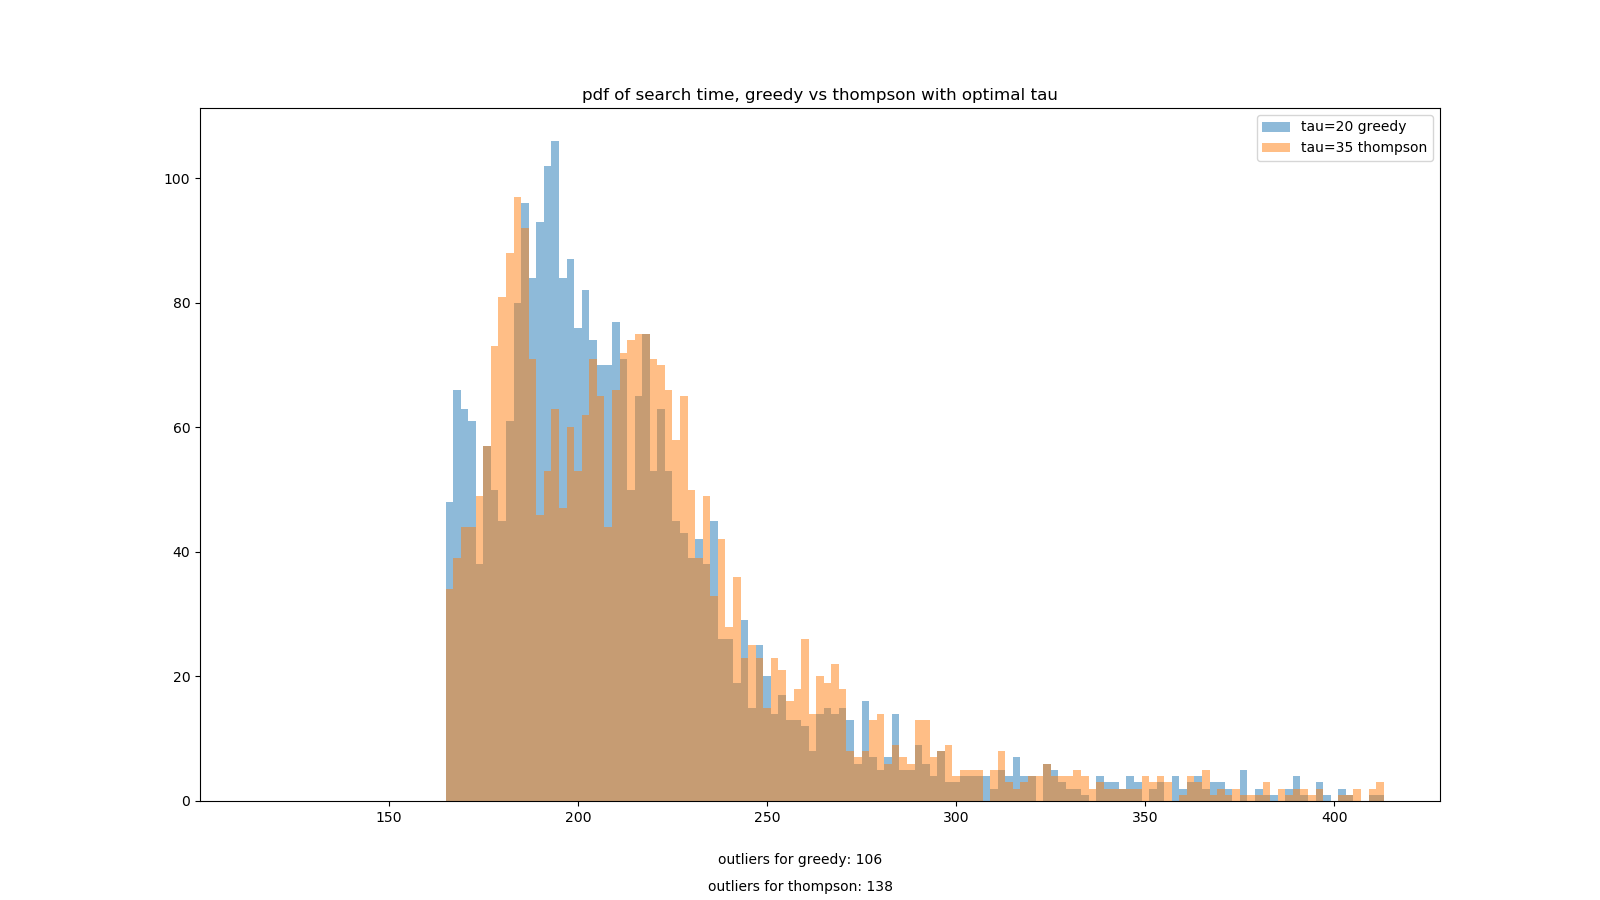 pdf of search time, greedy vs thompson with optimal tau
tau=20 greedy
tau=35 thompson
100
80
60
40
20
0
150 200 250 300 350 400
outliers for greedy: 106
outliers for thompson: 138